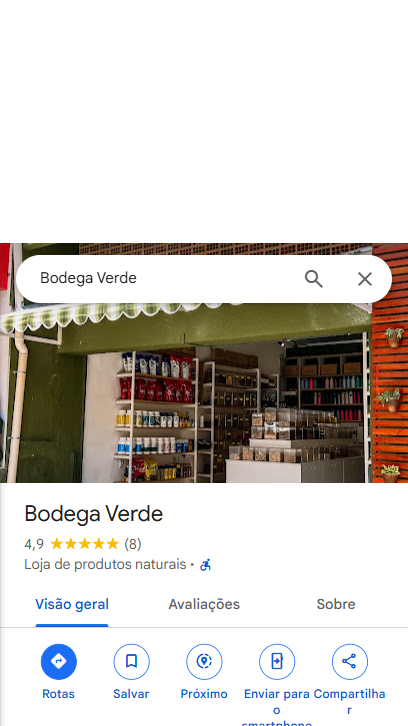 Bodega Verde
Bodega Verde
4,9 (8)
Loja de produtos naturais ·
Visão geral Avaliações Sobre
Rotas Salvar Próximo Enviar para o smartphone Compartilhar